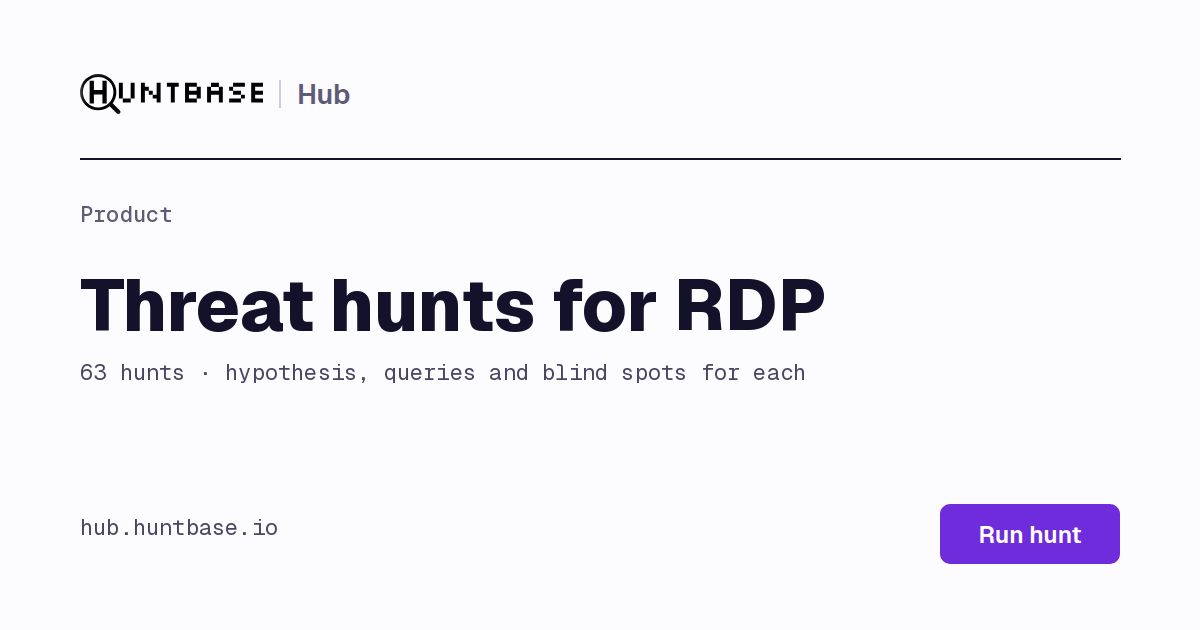 HUNTBASE | Hub
Product
Threat hunts for RDP
63 hunts · hypothesis, queries and blind spots for each
hub.huntbase.io
Run hunt